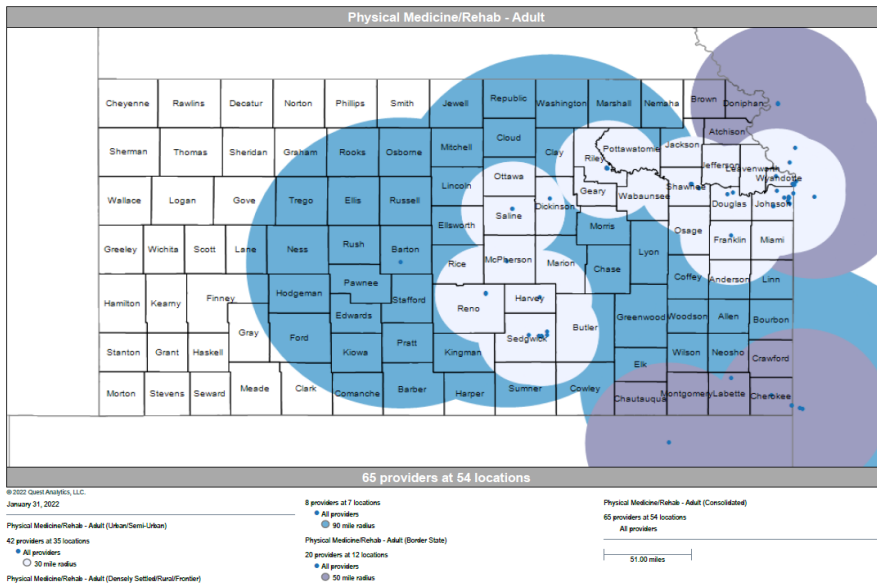 Physical Medicine/Rehab - Adult
Cheyenne Rawlins Decatur Norton Phillips Smith Jewell Republic Washington Marshall Nemaha Brown Doniphan
Atchison
Sherman Thomas Sheridan Graham Rooks Osborne Mitchell Cloud Clay Riley Pottawatomie Jackson Jefferson Leavenworth
Wyandotte
Wallace Logan Gove Trego Ellis Russell Lincoln Ottawa Saline Dickinson Geary Wabaunsee Shawnee Douglas Johnson
Greeley Wichita Scott Lane Ness Rush Barton Ellsworth Rice McPherson Marion Morris Chase Lyon Osage Franklin Miami
Hamilton Kearny Finney Hodgeman Pawnee Stafford Reno Harvey Coffey Anderson Linn
Gray Ford Edwards Sedgwick Butler Greenwood Woodson Allen Bourbon
Stanton Grant Haskell Kiowa Pratt Kingman Elk Wilson Neosho Crawford
Morton Stevens Seward Meade Clark Comanche Barber Harper Sumner Cowley Chautauqua Montgomery Labette Cherokee
65 providers at 54 locations
© 2022 Quest Analytics, LLC.
January 31, 2022
Physical Medicine/Rehab - Adult (Urban/Semi-Urban)
42 providers at 35 locations
All providers
30 mile radius
Physical Medicine/Rehab - Adult (Densely Settled/Rural/Frontier)
8 providers at 7 locations
All providers
90 mile radius
Physical Medicine/Rehab - Adult (Border State)
20 providers at 12 locations
All providers
50 mile radius
Physical Medicine/Rehab - Adult (Consolidated)
65 providers at 54 locations
All providers
51.00 miles